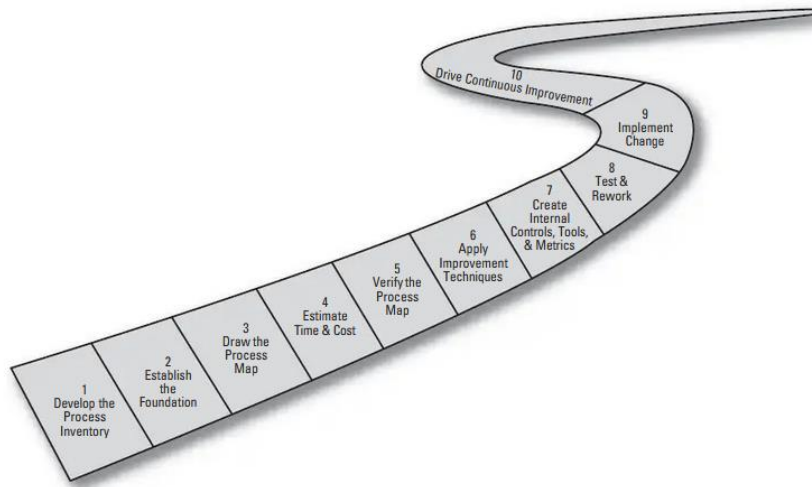 1
Develop the
Process
Inventory
2
Establish
the
Foundation
3
Draw the
Process
Map
4
Estimate
Time & Cost
5
Verify the
Process
Map
6
Apply
Improvement
Techniques
7
Create
Internal
Controls, Tools,
& Metrics
8
Test &
Rework
9
Implement
Change
10
Drive Continuous Improvement